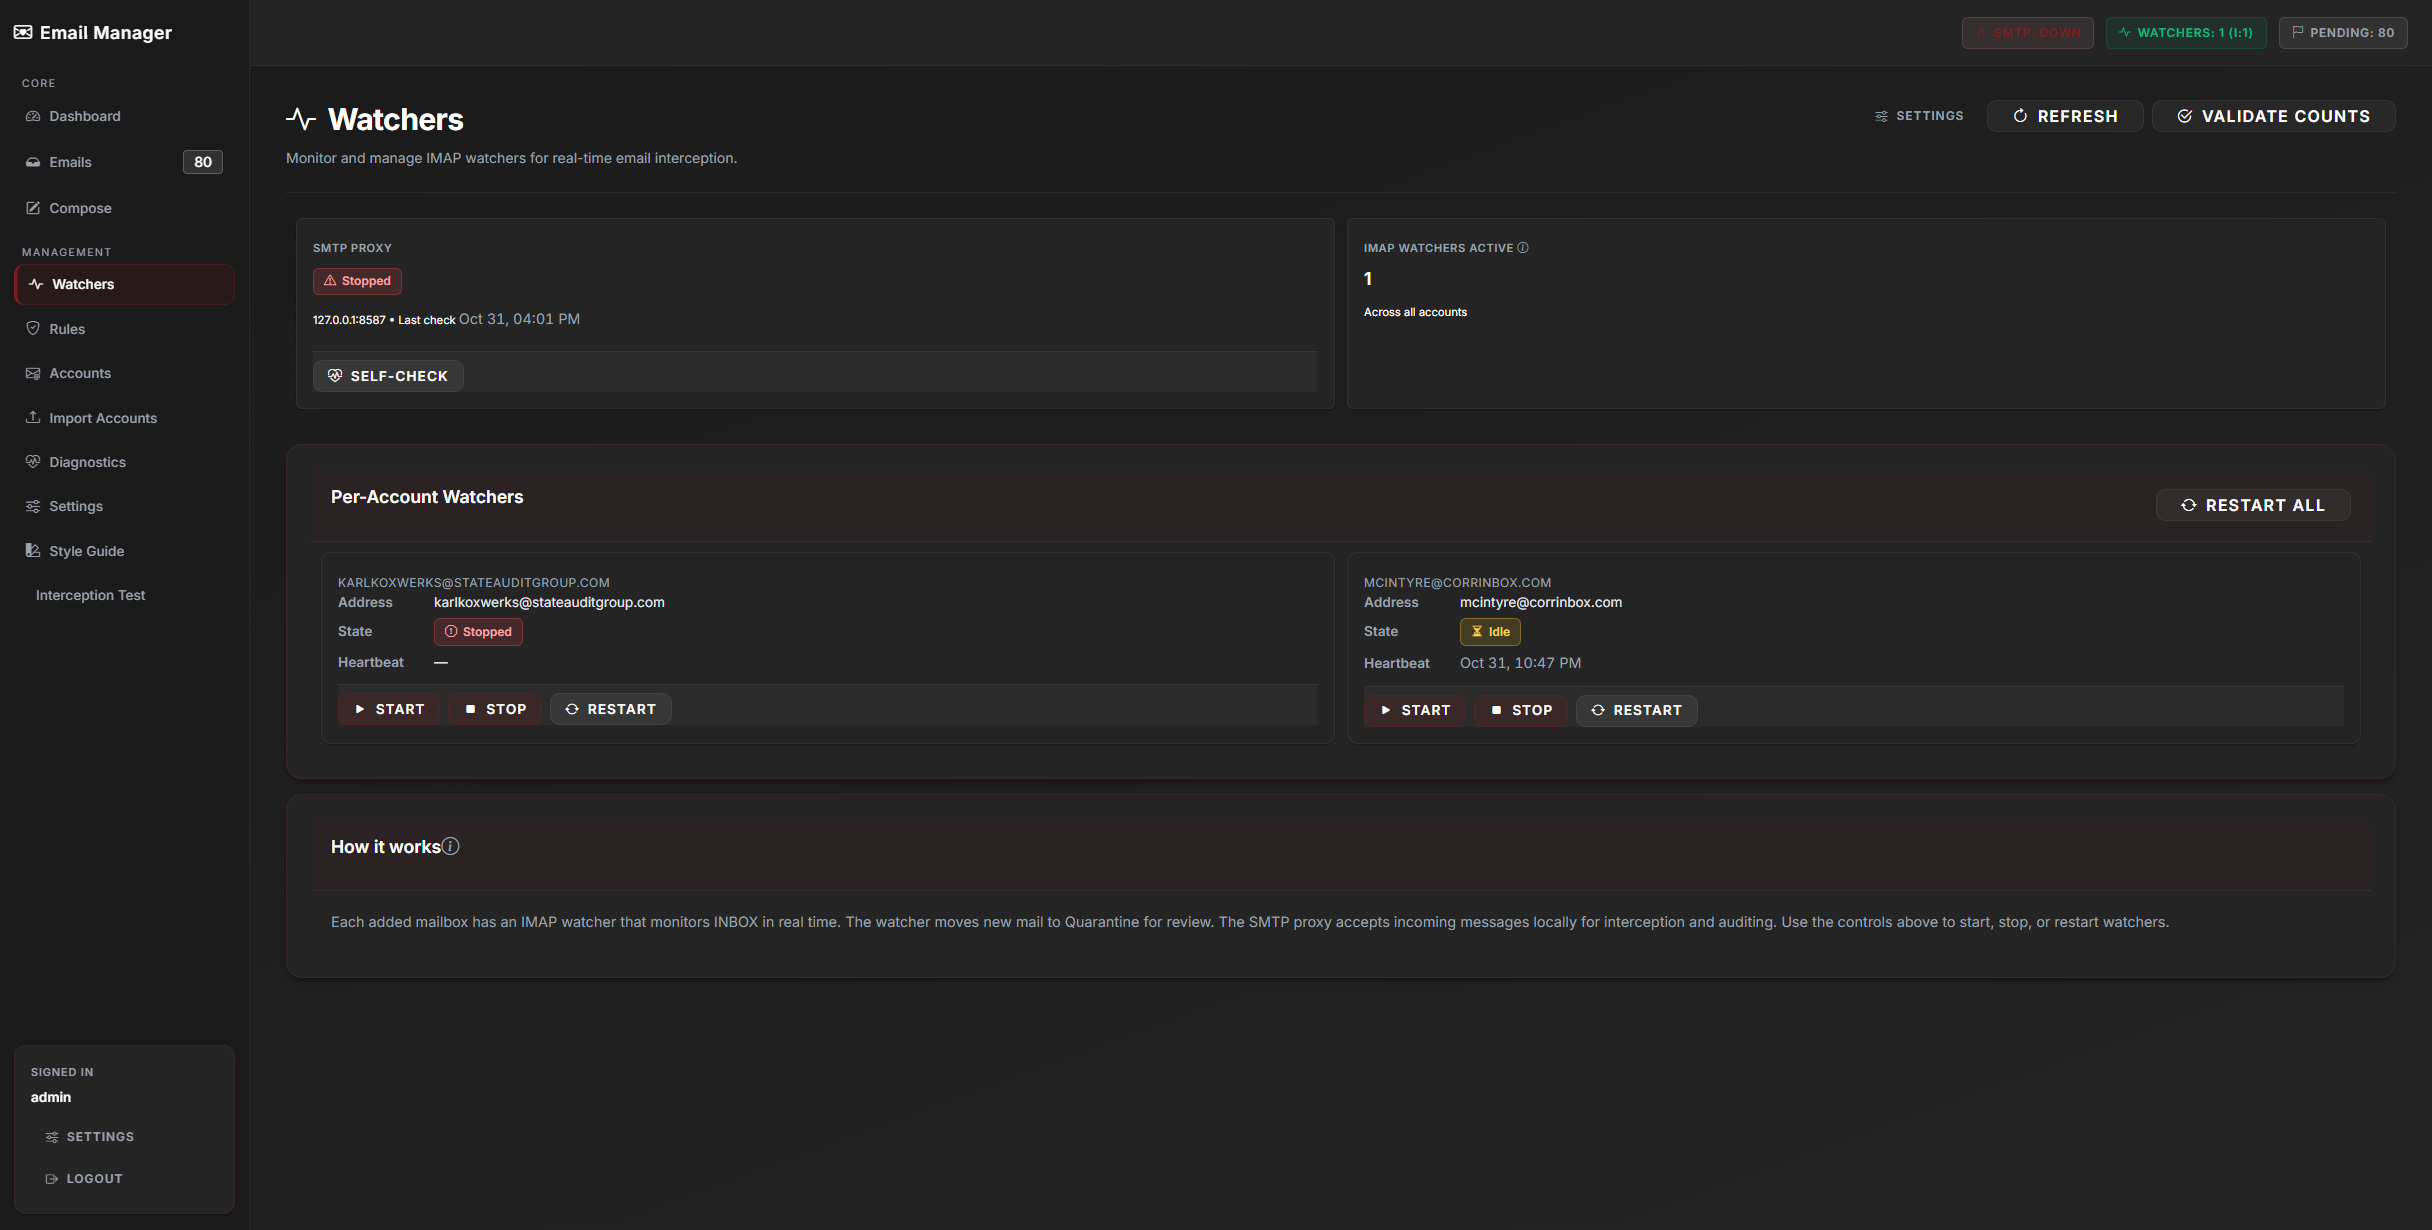 Email Manager
SMTP: DOWN
WATCHERS: 1 (I:1)
PENDING: 80
CORE
Dashboard
Emails 80
Compose
MANAGEMENT
Watchers
Rules
Accounts
Import Accounts
Diagnostics
Settings
Style Guide
Interception Test
SIGNED IN
admin
SETTINGS
LOGOUT
Watchers
Monitor and manage IMAP watchers for real-time email interception.
SETTINGS
REFRESH
VALIDATE COUNTS
SMTP PROXY
Stopped
127.0.0.1:8587 • Last check Oct 31, 04:01 PM
SELF-CHECK
IMAP WATCHERS ACTIVE
1
Across all accounts
Per-Account Watchers
RESTART ALL
KARLKOXWERKS@STATEAUDITGROUP.COM
Address karlkoxwerks@stateauditgroup.com
State Stopped
Heartbeat —
START STOP RESTART
MCINTYRE@CORRINBOX.COM
Address mcintyre@corrinbox.com
State Idle
Heartbeat Oct 31, 10:47 PM
START STOP RESTART
How it works
Each added mailbox has an IMAP watcher that monitors INBOX in real time. The watcher moves new mail to Quarantine for review. The SMTP proxy accepts incoming messages locally for interception and auditing. Use the controls above to start, stop, or restart watchers.